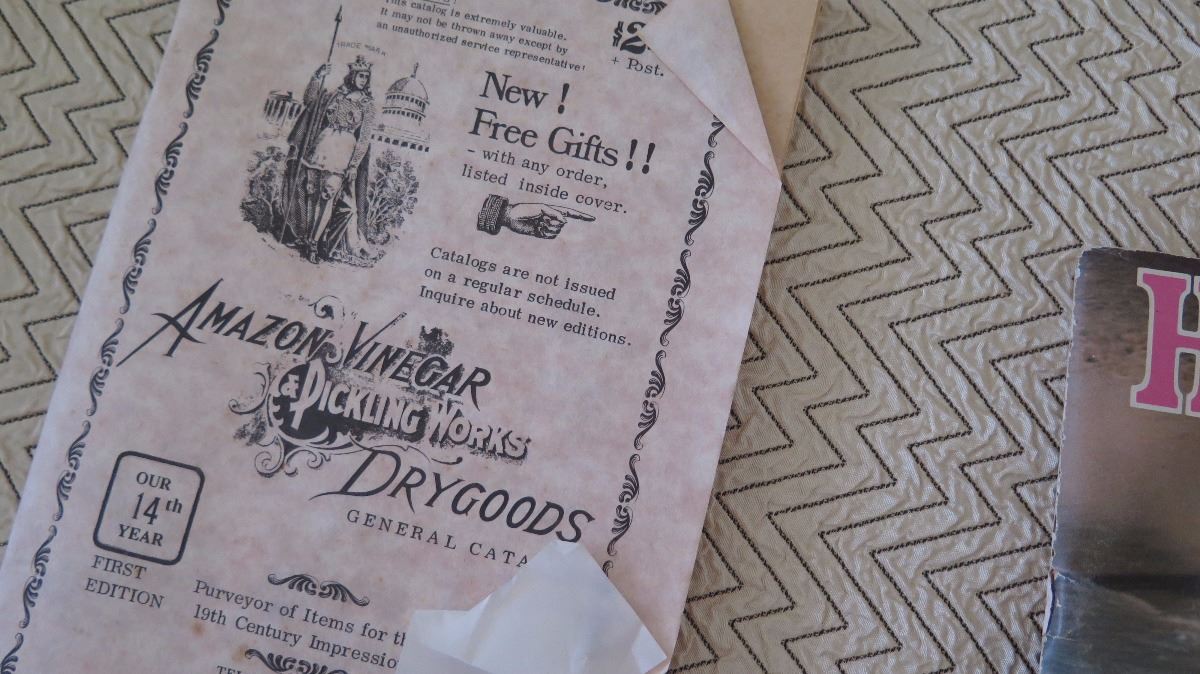 This catalog is extremely valuable.
It may not be thrown away except by
an unauthorized service representative!
$2
+ Post.
TRADE MARK
New !
Free Gifts !!
- with any order,
listed inside cover.
Catalogs are not issued
on a regular schedule.
Inquire about new editions.
AMAZON VINEGAR
& PICKLING WORKS
DRYGOODS
GENERAL CATA
OUR
14th
YEAR
FIRST
EDITION
Purveyor of Items for th
19th Century Impressio
TEL
H